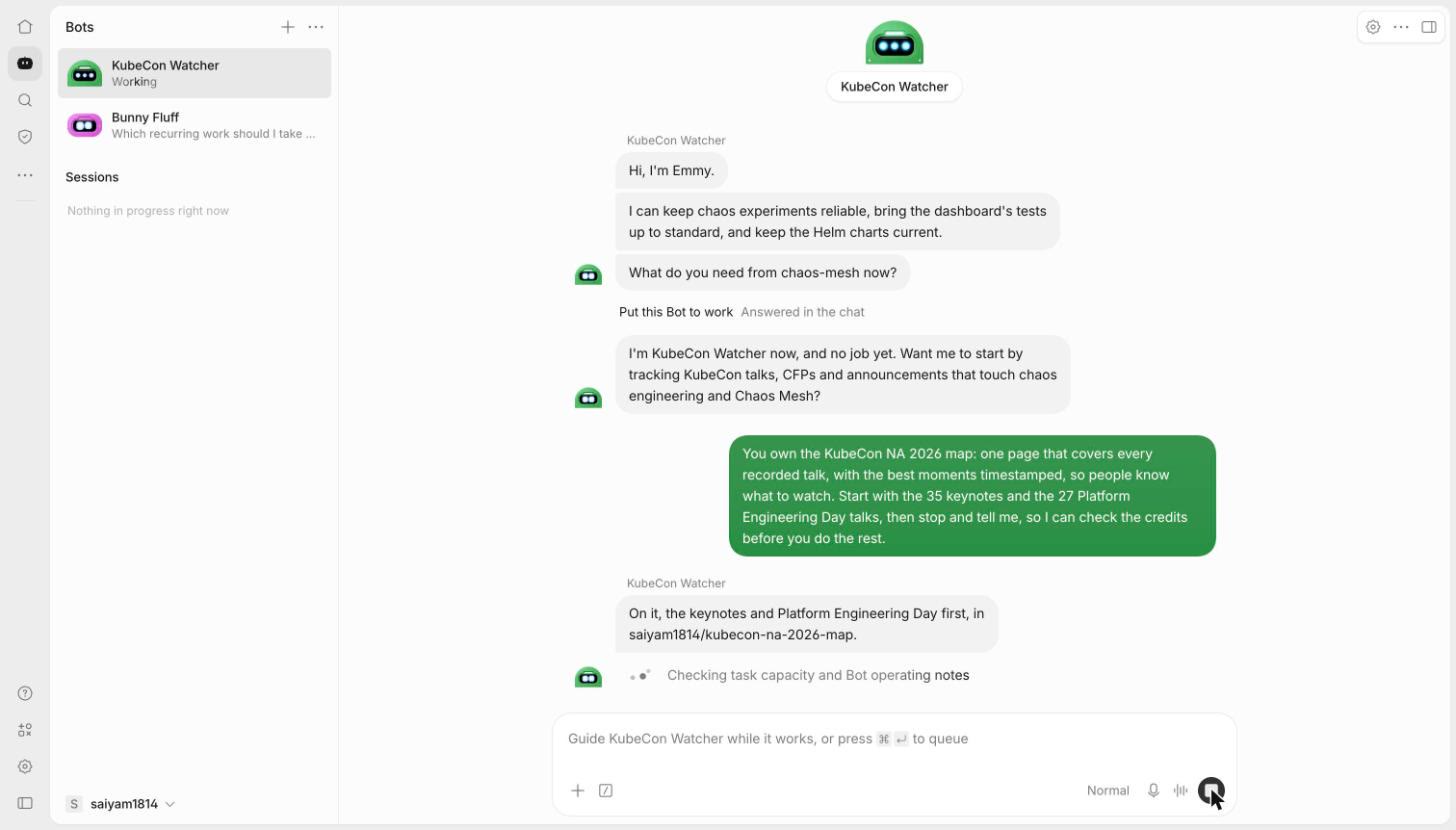 Bots
KubeCon Watcher
Working
Bunny Fluff
Which recurring work should I take ...
Sessions
Nothing in progress right now
S saiyam1814
KubeCon Watcher
KubeCon Watcher
Hi, I'm Emmy.
I can keep chaos experiments reliable, bring the dashboard's tests
up to standard, and keep the Helm charts current.
What do you need from chaos-mesh now?
Put this Bot to work Answered in the chat
I'm KubeCon Watcher now, and no job yet. Want me to start by
tracking KubeCon talks, CFPs and announcements that touch chaos
engineering and Chaos Mesh?
You own the KubeCon NA 2026 map: one page that covers every
recorded talk, with the best moments timestamped, so people know
what to watch. Start with the 35 keynotes and the 27 Platform
Engineering Day talks, then stop and tell me, so I can check the credits
before you do the rest.
KubeCon Watcher
On it, the keynotes and Platform Engineering Day first, in
saiyam1814/kubecon-na-2026-map.
Checking task capacity and Bot operating notes
Guide KubeCon Watcher while it works, or press ⌘ ↵ to queue
Normal